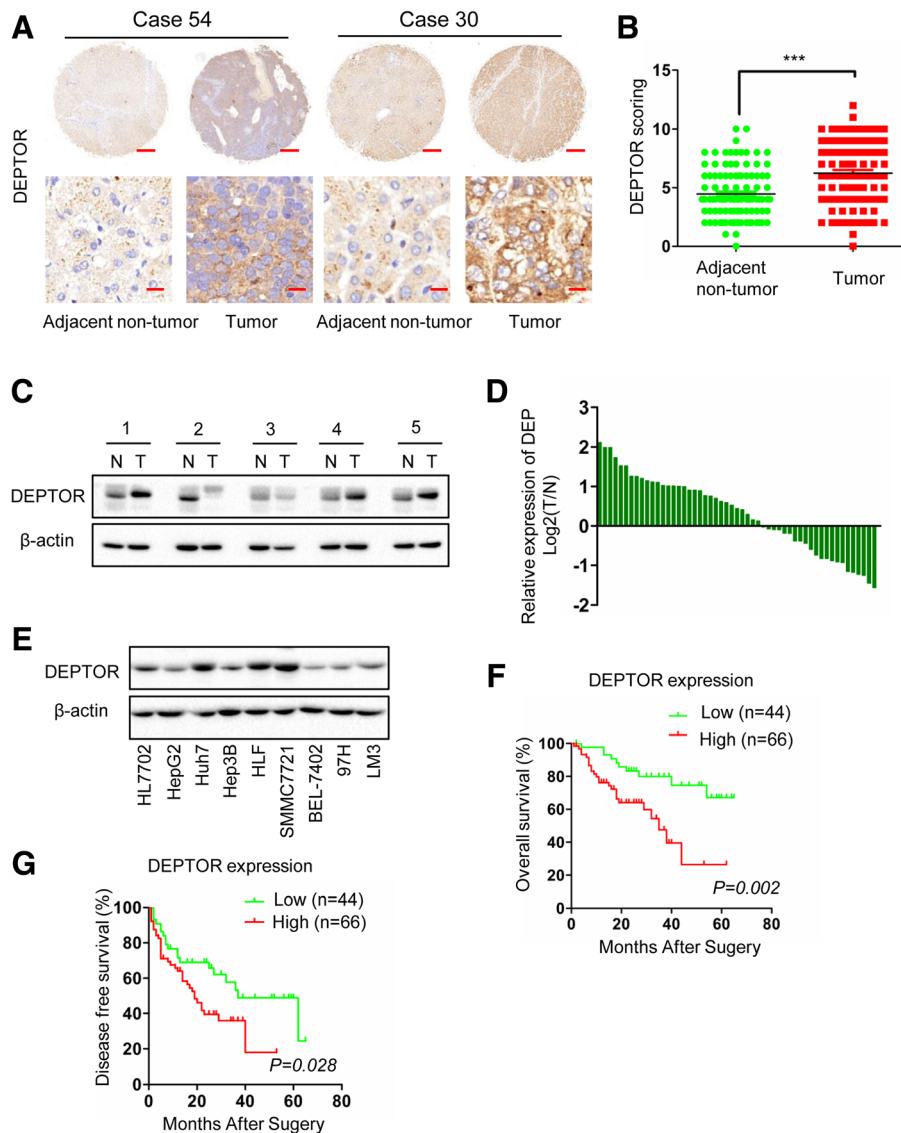 A
Case 54
Case 30
DEPTOR
Adjacent non-tumor
Tumor
Adjacent non-tumor
Tumor
B
***
DEPTOR scoring
15
10
5
0
Adjacent
non-tumor
Tumor
C
1 2 3 4 5
N T N T N T N T N T
DEPTOR
β-actin
D
Relative expression of DEP
Log2(T/N)
3
2
1
0
-1
-2
E
DEPTOR
β-actin
HL7702
HepG2
Huh7
Hep3B
HLF
SMMC7721
BEL-7402
97H
LM3
F
DEPTOR expression
Low (n=44)
High (n=66)
Overall survival (%)
100
80
60
40
20
0
P=0.002
0 20 40 60 80
Months After Sugery
G
DEPTOR expression
Low (n=44)
High (n=66)
Disease free survival (%)
100
80
60
40
20
0
P=0.028
0 20 40 60 80
Months After Sugery